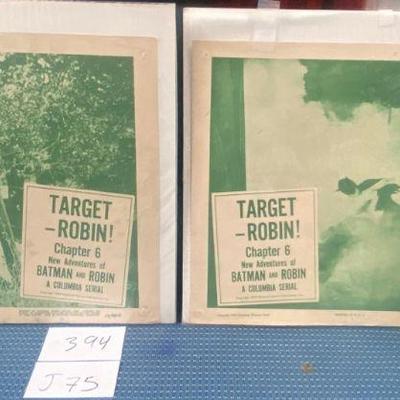 TARGET
–ROBIN!
Chapter 6
New Adventures of
BATMAN AND ROBIN
A COLUMBIA SERIAL
TARGET
–ROBIN!
Chapter 6
New Adventures of
BATMAN AND ROBIN
A COLUMBIA SERIAL
394
J 75